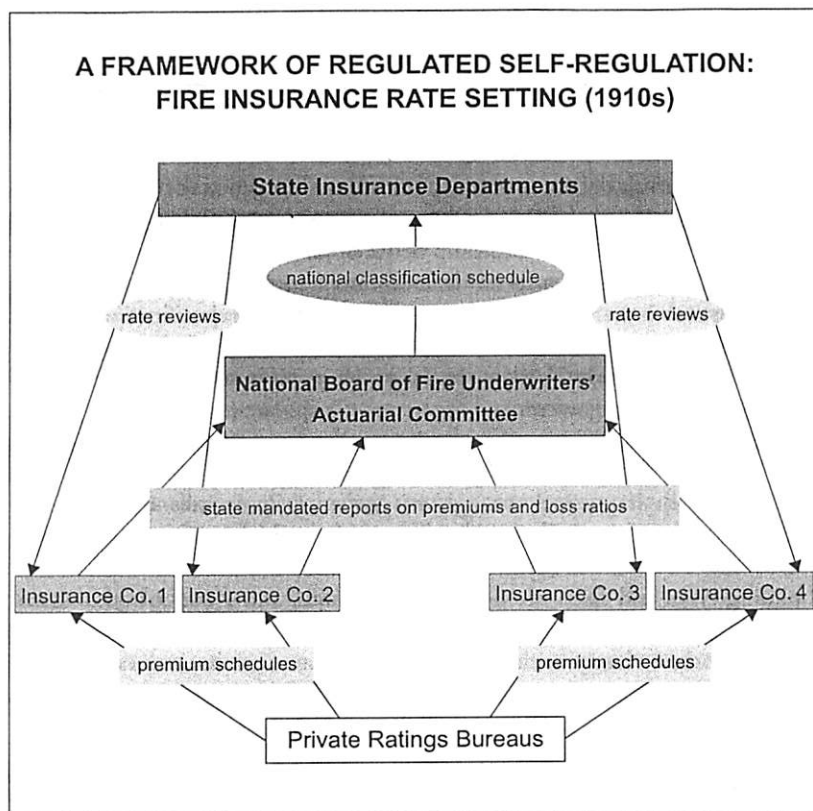 A FRAMEWORK OF REGULATED SELF-REGULATION:
FIRE INSURANCE RATE SETTING (1910s)
State Insurance Departments
national classification schedule
rate reviews
rate reviews
National Board of Fire Underwriters'
Actuarial Committee
state mandated reports on premiums and loss ratios
Insurance Co. 1
Insurance Co. 2
Insurance Co. 3
Insurance Co. 4
premium schedules
premium schedules
Private Ratings Bureaus